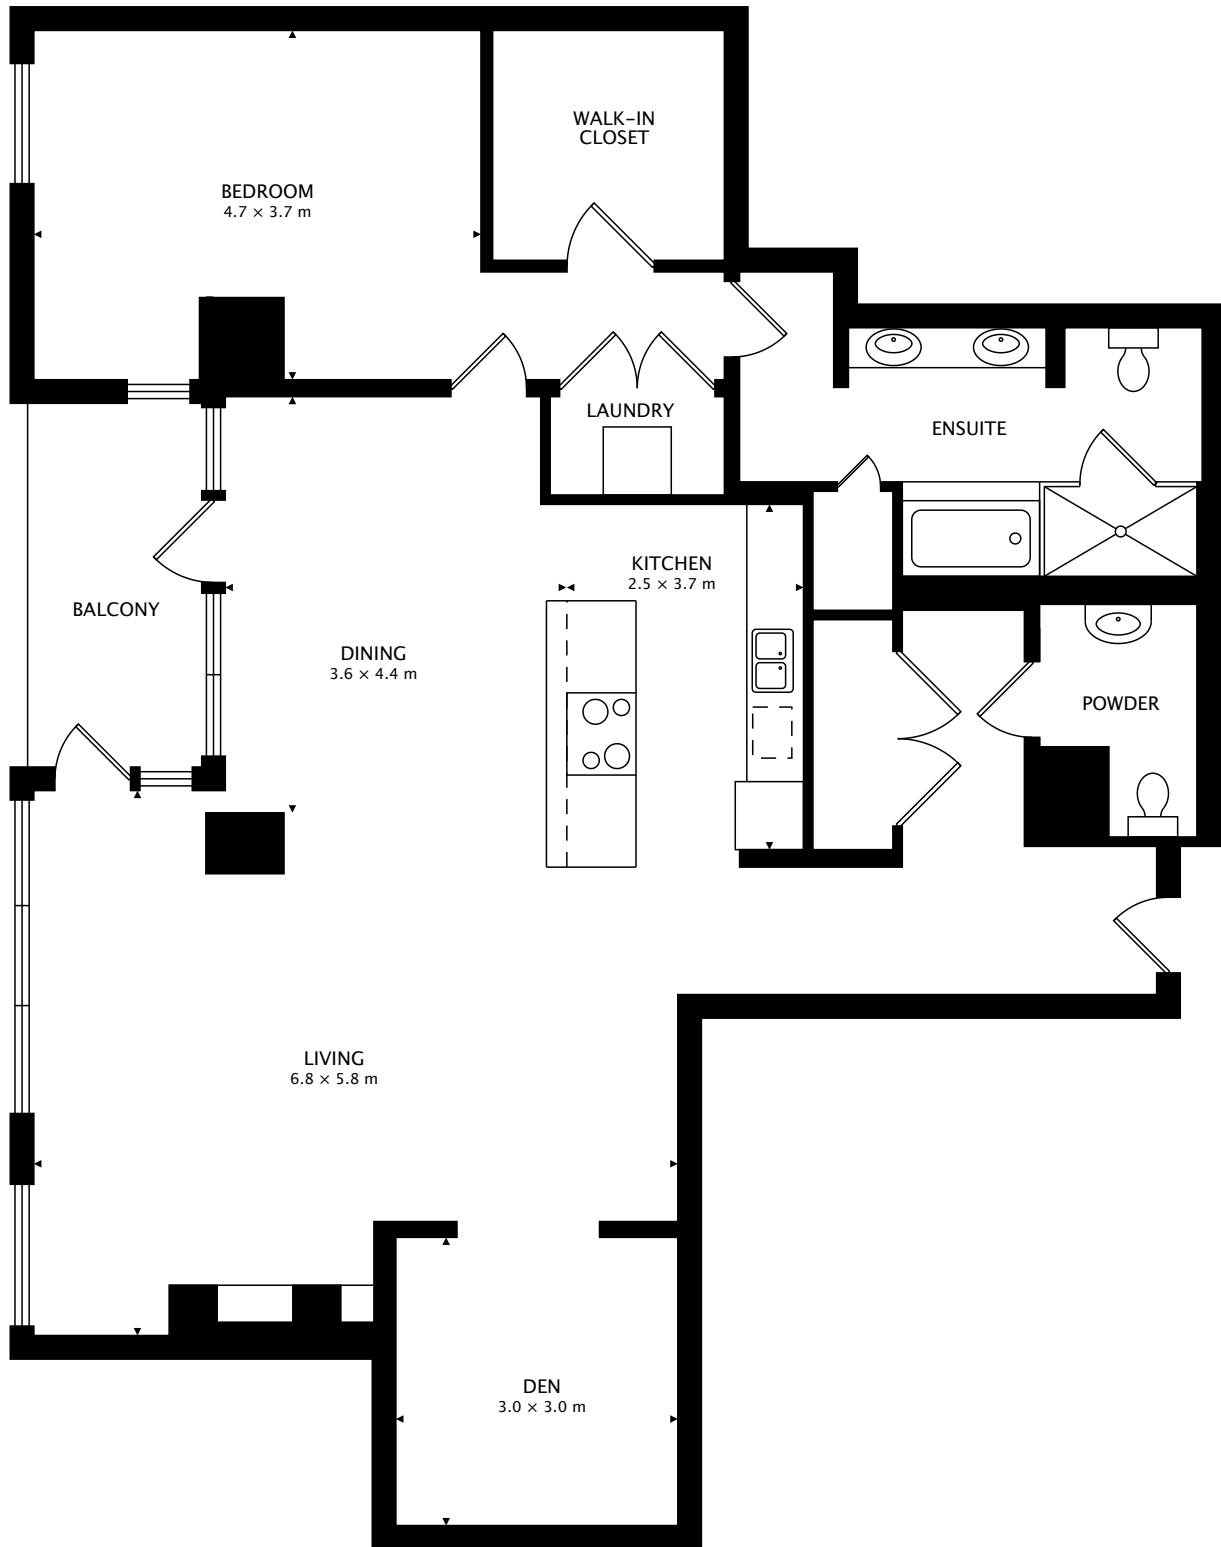 WALK-IN
CLOSET
BEDROOM
4.7 × 3.7 m
LAUNDRY
ENSUITE
KITCHEN
2.5 × 3.7 m
BALCONY
DINING
3.6 × 4.4 m
POWDER
LIVING
6.8 × 5.8 m
DEN
3.0 × 3.0 m